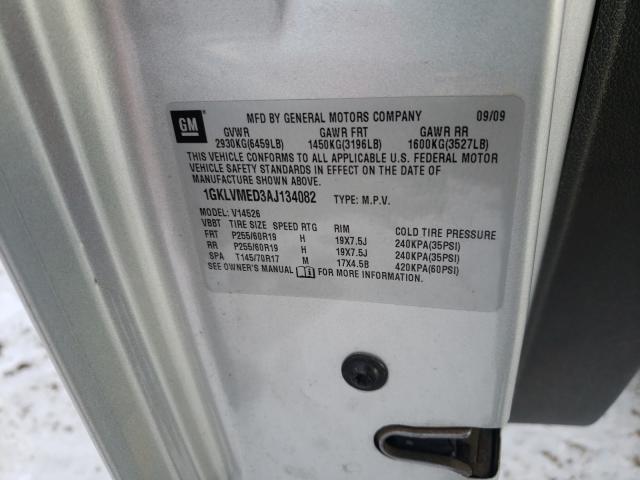 GM
MFD BY GENERAL MOTORS COMPANY 09/09
GVWR GAWR FRT GAWR RR
2930KG(6459LB) 1450KG(3196LB) 1600KG(3527LB)
THIS VEHICLE CONFORMS TO ALL APPLICABLE U.S. FEDERAL MOTOR
VEHICLE SAFETY STANDARDS IN EFFECT ON THE DATE OF
MANUFACTURE SHOWN ABOVE.
1GKLVMED3AJ134082 TYPE: M.P.V.
MODEL: V14526
VBBT TIRE SIZE SPEED RTG RIM COLD TIRE PRESSURE
FRT P255/60R19 H 19X7.5J 240KPA(35PSI)
RR P255/60R19 H 19X7.5J 240KPA(35PSI)
SPA T145/70R17 M 17X4.5B 420KPA(60PSI)
SEE OWNER'S MANUAL FOR MORE INFORMATION.